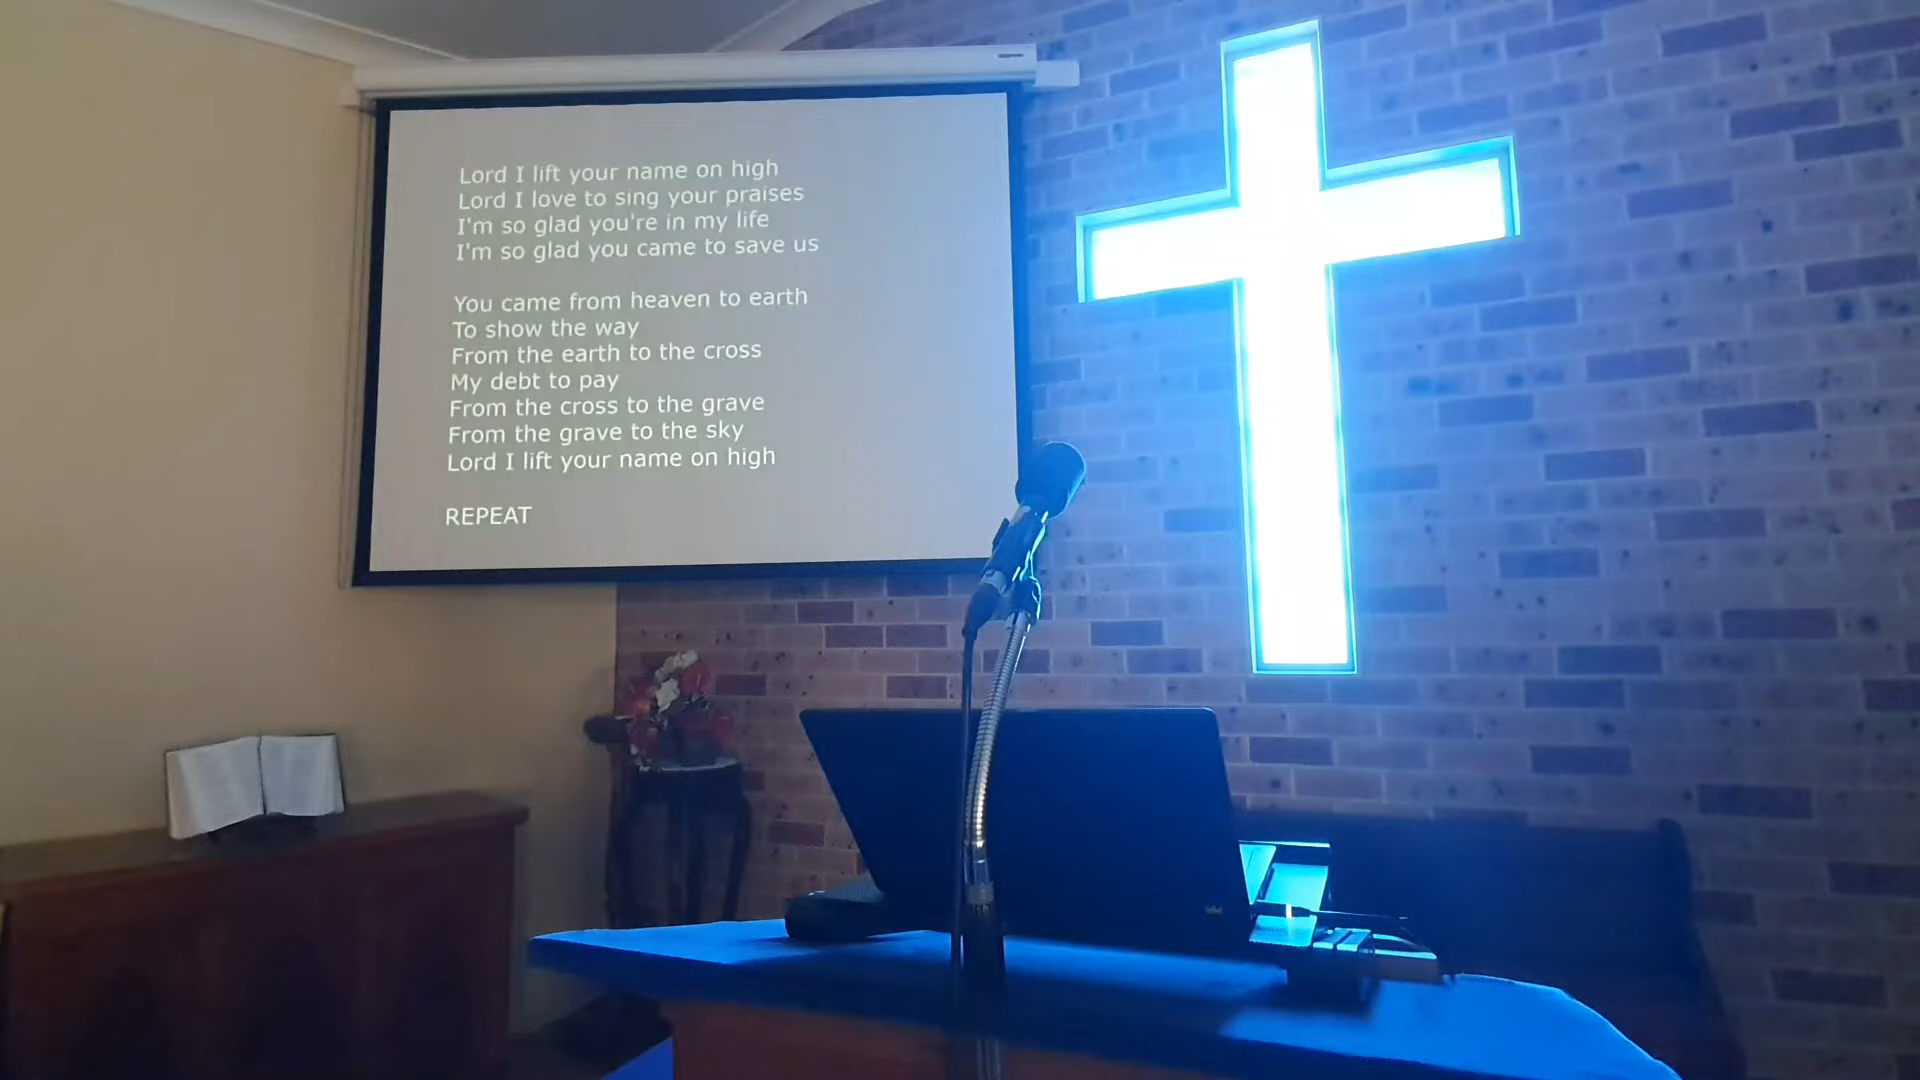 Lord I lift your name on high
Lord I love to sing your praises
I'm so glad you're in my life
I'm so glad you came to save us
You came from heaven to earth
To show the way
From the earth to the cross
My debt to pay
From the cross to the grave
From the grave to the sky
Lord I lift your name on high
REPEAT